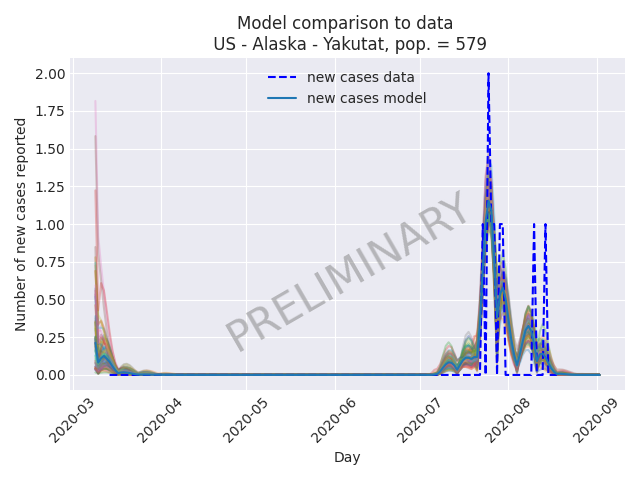 Model comparison to data
US - Alaska - Yakutat, pop. = 579
new cases data
new cases model
Number of new cases reported
2.00
1.75
1.50
1.25
1.00
0.75
0.50
0.25
0.00
PRELIMINARY
2020-03
2020-04
2020-05
2020-06
2020-07
2020-08
2020-09
Day